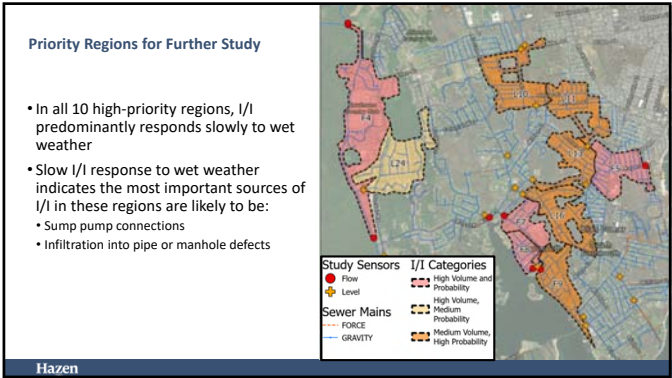 Priority Regions for Further Study
• In all 10 high-priority regions, I/I
predominantly responds slowly to wet
weather
• Slow I/I response to wet weather
indicates the most important sources of
I/I in these regions are likely to be:
• Sump pump connections
• Infiltration into pipe or manhole defects
F4
L24
L10
Study Sensors
Flow
Level
Sewer Mains
FORCE
GRAVITY
I/I Categories
High Volume and
Probability
High Volume,
Medium
Probability
Medium Volume,
High Probability
Hazen